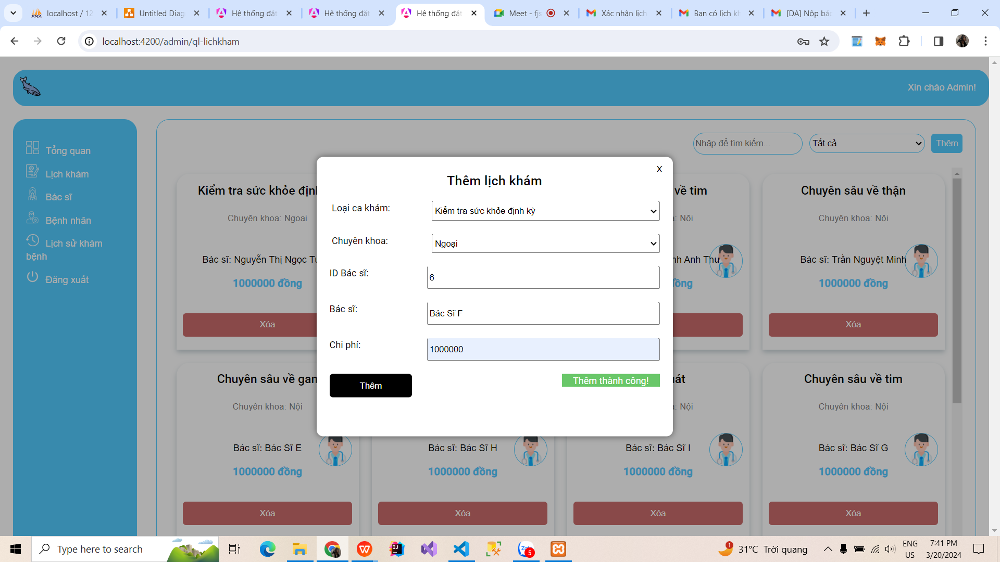 localhost / 12
Untitled Diag
Hệ thống đặt
Hệ thống đặt
Hệ thống đặt
Meet - fjs
Xác nhận lịch
Bạn có lịch kh
[DA] Nộp báo
localhost:4200/admin/ql-lichkham
Xin chào Admin!
Tổng quan
Lịch khám
Bác sĩ
Bệnh nhân
Lịch sử khám
bệnh
Đăng xuất
Nhập để tìm kiếm...
Tất cả
Thêm
Thêm lịch khám
X
Loại ca khám:
Kiểm tra sức khỏe định kỳ
Chuyên khoa:
Ngoại
ID Bác sĩ:
6
Bác sĩ:
Bác Sĩ F
Chi phí:
1000000
Thêm
Thêm thành công!
Kiểm tra sức khỏe địn
Chuyên khoa: Ngoại
Bác sĩ: Nguyễn Thị Ngọc
1000000 đồng
Xóa
về tim
: Nội
nh Anh Thư
đồng
Chuyên sâu về thận
Chuyên khoa: Nội
Bác sĩ: Trần Nguyệt Minh
1000000 đồng
Xóa
Chuyên sâu về gan
Chuyên khoa: Nội
Bác sĩ: Bác Sĩ E
1000000 đồng
Xóa
Bác sĩ: Bác Sĩ H
1000000 đồng
Xóa
uát
: Nội
Bác sĩ: Bác Sĩ I
1000000 đồng
Xóa
Chuyên sâu về tim
Chuyên khoa: Nội
Bác sĩ: Bác Sĩ G
1000000 đồng
Xóa
Type here to search
31°C Trời quang
ENG
US
7:41 PM
3/20/2024